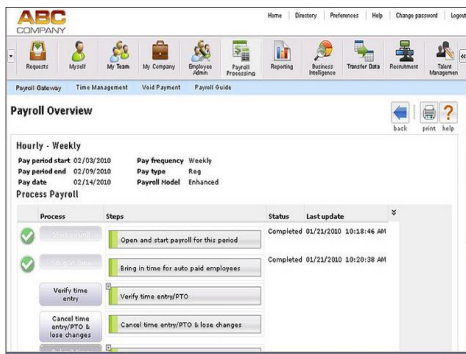 ABC
COMPANY
Home Directory Preferences Help Change password Logout
Requests Myself My Team My Company Employee Admin Payroll Processing Reporting Business Intelligence Transfer Data Recruitment Talent Managemen
Payroll Gateway Time Management Void Payment Payroll Guide
Payroll Overview
back print help
Hourly - Weekly
Pay period start 02/03/2010 Pay frequency Weekly
Pay period end 02/09/2010 Pay type Reg
Pay date 02/14/2010 Payroll Model Enhanced
Process Payroll
Process Steps Status Last update
Open and start payroll for this period Completed 01/21/2010 10:18:46 AM
Bring in time for auto paid employees Completed 01/21/2010 10:20:38 AM
Verify time entry Verify time entry/PTO
Cancel time entry/PTO & lose changes Cancel time entry/PTO & lose changes